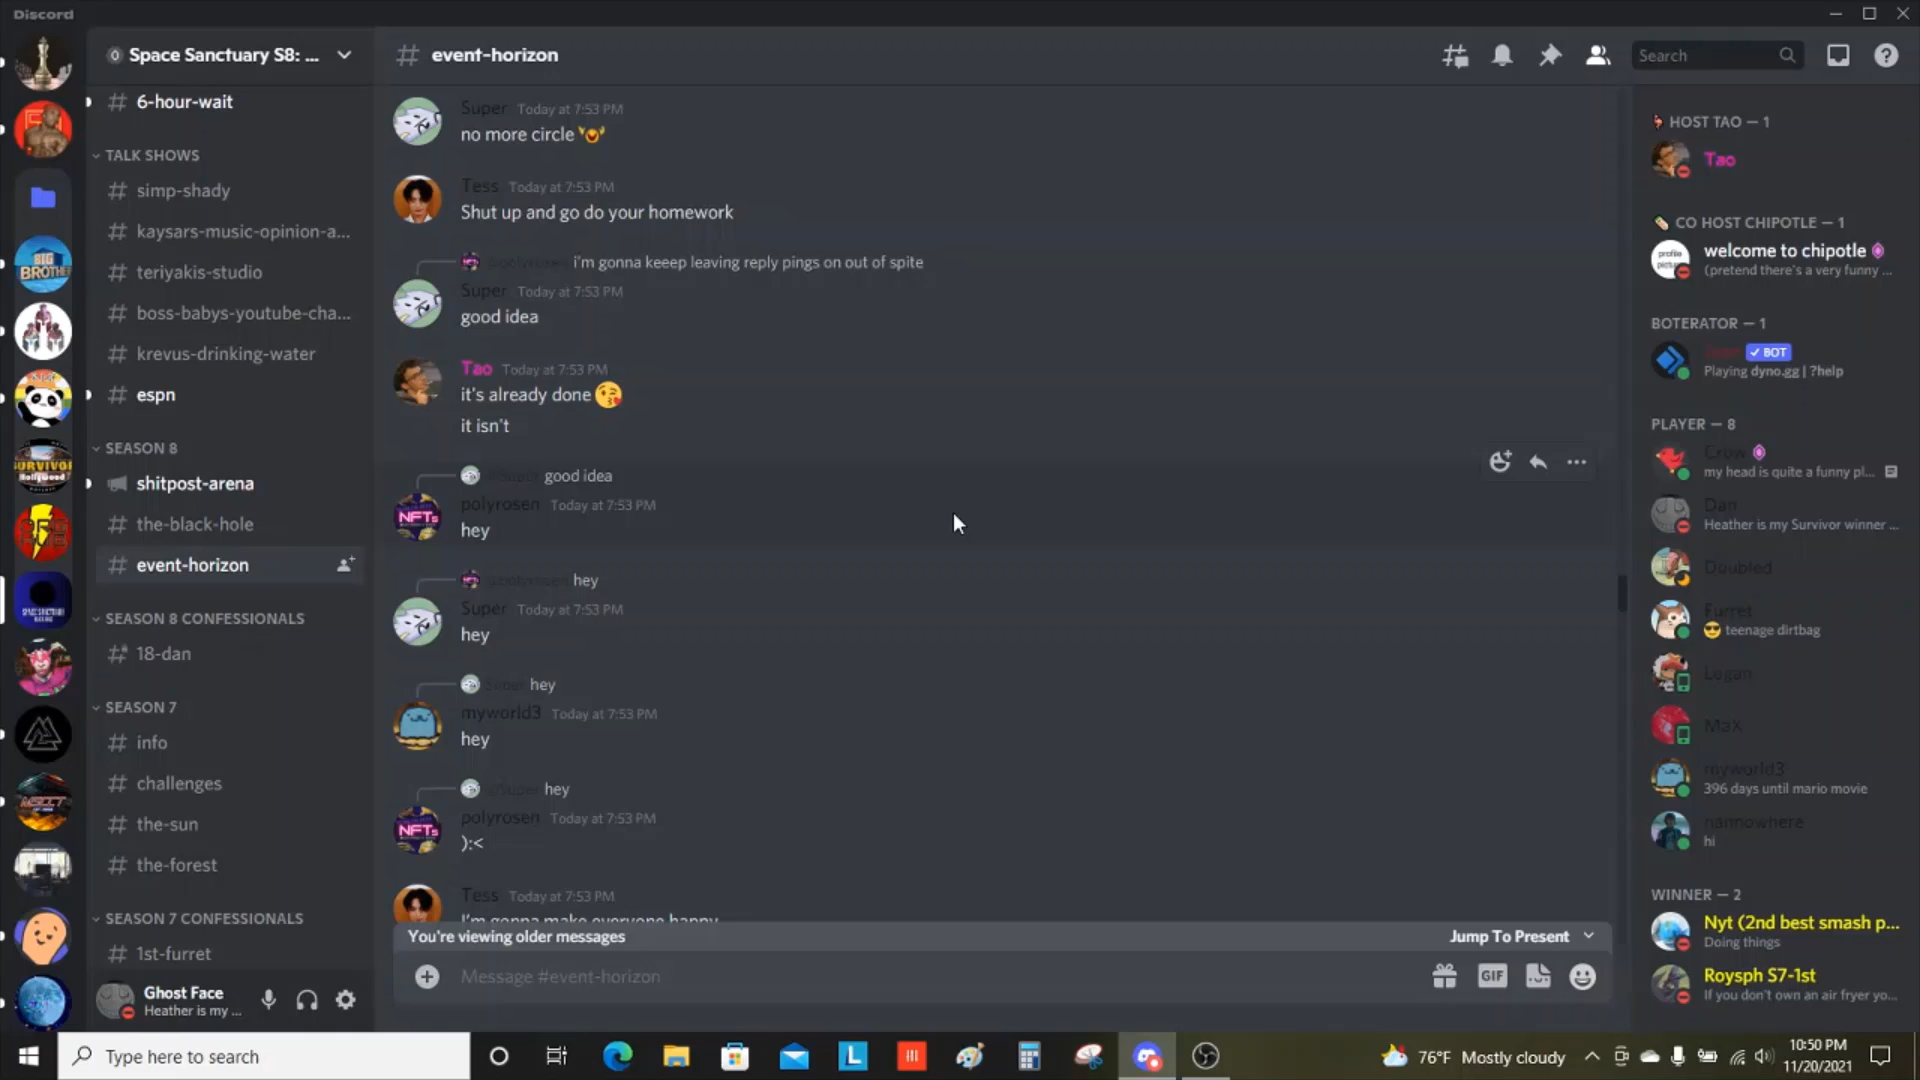 Discord
Space Sanctuary S8: ...
event-horizon
Search
6-hour-wait
TALK SHOWS
simp-shady
kaysars-music-opinion-a...
teriyakis-studio
boss-babys-youtube-cha...
krevus-drinking-water
espn
SEASON 8
shitpost-arena
the-black-hole
event-horizon
SEASON 8 CONFESSIONALS
18-dan
SEASON 7
info
challenges
the-sun
the-forest
SEASON 7 CONFESSIONALS
1st-furret
Ghost Face
Heather is my ...
Super Today at 7:53 PM
no more circle
Tess Today at 7:53 PM
Shut up and go do your homework
@polyrosen i'm gonna keeep leaving reply pings on out of spite
Super Today at 7:53 PM
good idea
Tao Today at 7:53 PM
it's already done
it isn't
@Super good idea
polyrosen Today at 7:53 PM
NFTs
hey
@polyrosen hey
Super Today at 7:53 PM
hey
Super hey
myworld3 Today at 7:53 PM
hey
@Super hey
polyrosen Today at 7:53 PM
NFTs
):<
Tess Today at 7:53 PM
I'm gonna make everyone happy
You're viewing older messages
Jump To Present
Message #event-horizon
GIF
HOST TAO — 1
Tao
CO HOST CHIPOTLE — 1
welcome to chipotle
(pretend there's a very funny ...
BOTERATOR — 1
BOT
Playing dyno.gg | ?help
PLAYER — 8
Crow
my head is quite a funny pl...
Dan
Heather is my Survivor winner ...
Doubled
Furret
teenage dirtbag
Logan
MaX
myworld3
396 days until mario movie
nannowhere
hi
WINNER — 2
Nyt (2nd best smash p...
Doing things
Roysph S7-1st
If you don't own an air fryer yo...
Type here to search
76°F Mostly cloudy
10:50 PM
11/20/2021